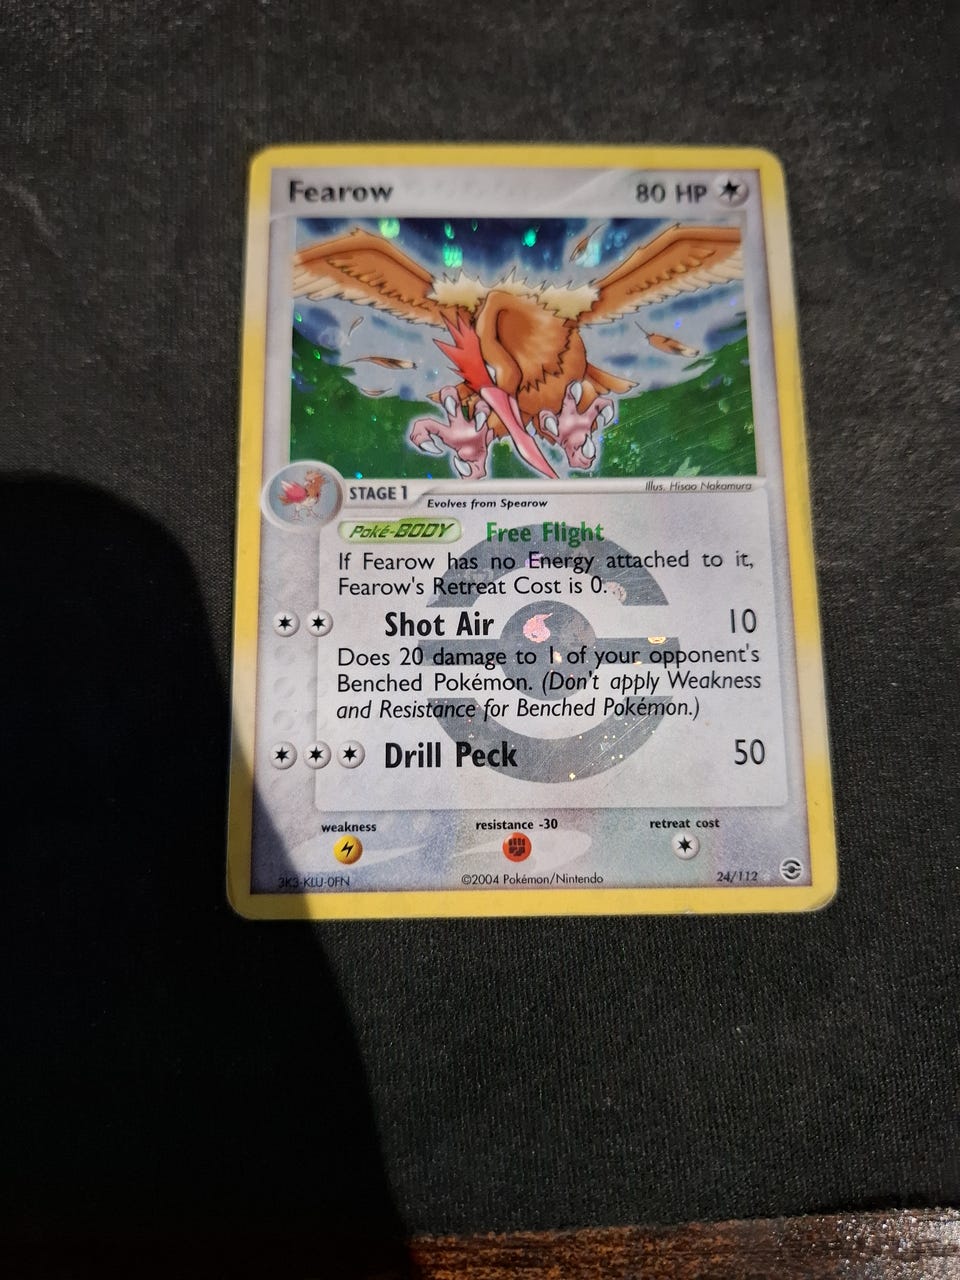 Fearow 80 HP
Illus. Hisao Nakamura
STAGE 1 Evolves from Spearow
Poké-BODY Free Flight
If Fearow has no Energy attached to it,
Fearow's Retreat Cost is 0.
Shot Air 10
Does 20 damage to 1 of your opponent's
Benched Pokémon. (Don't apply Weakness
and Resistance for Benched Pokémon.)
Drill Peck 50
weakness resistance -30 retreat cost
3K3-KLU-0FN ©2004 Pokémon/Nintendo 24/112